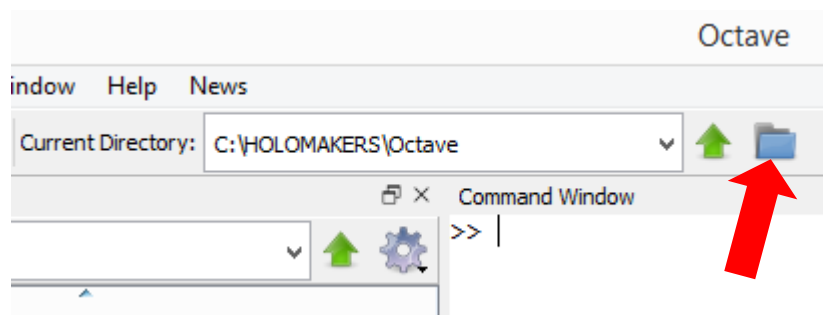 Octave
indow Help News
Current Directory: C:\HOLOMAKERS\Octave
Command Window
>>